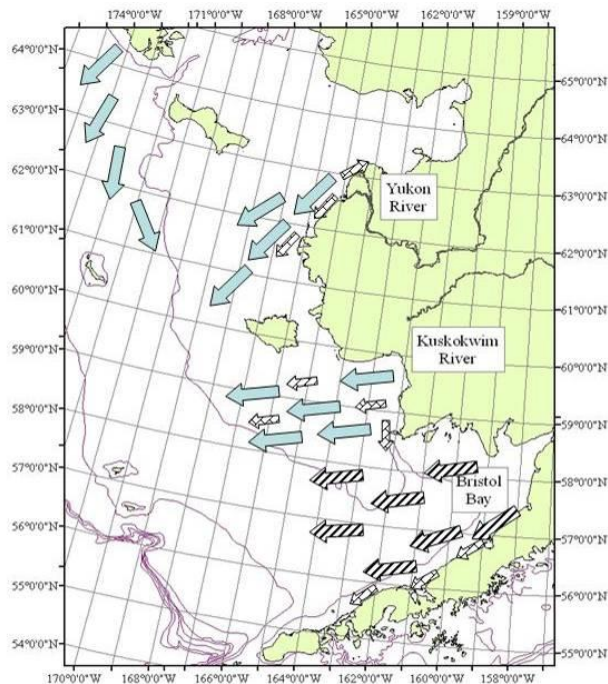 174°0'0"W 171°0'0"W 168°0'0"W 165°0'0"W 162°0'0"W 159°0'0"W
64°0'0"N
63°0'0"N
62°0'0"N
61°0'0"N
60°0'0"N
59°0'0"N
58°0'0"N
57°0'0"N
56°0'0"N
55°0'0"N
54°0'0"N
Yukon
River
Kuskokwim
River
Bristol
Bay
65°0'0"N
64°0'0"N
63°0'0"N
62°0'0"N
61°0'0"N
60°0'0"N
59°0'0"N
58°0'0"N
57°0'0"N
56°0'0"N
55°0'0"N
170°0'0"W 168°0'0"W 166°0'0"W 164°0'0"W 162°0'0"W 160°0'0"W 158°0'0"W